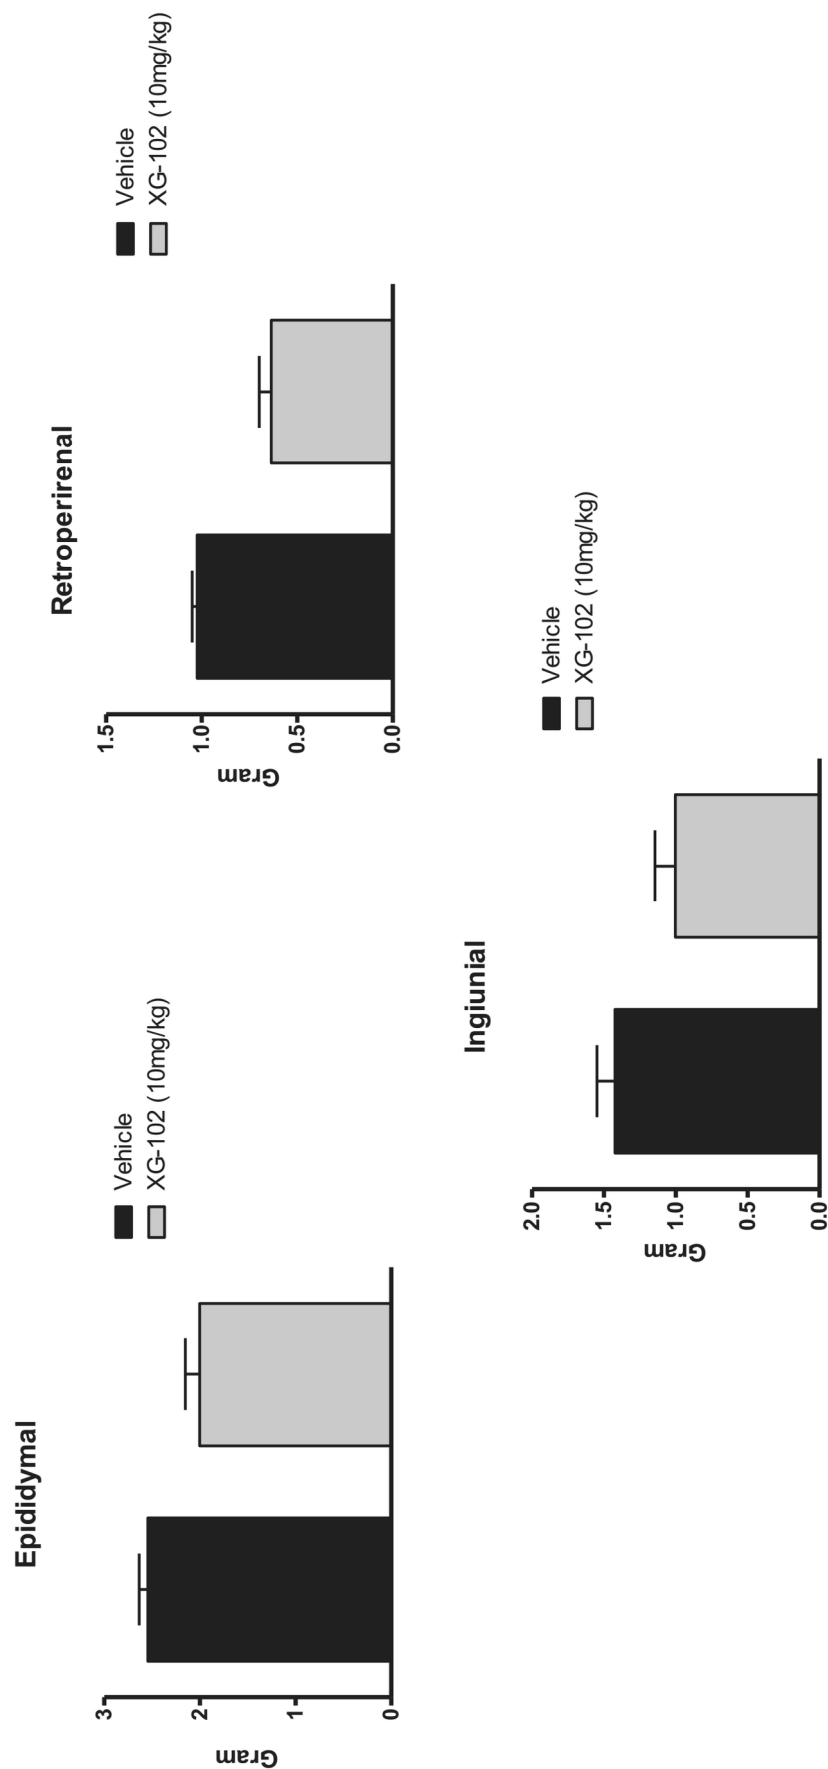 Epididymal
Gram
3
2
1
0
Vehicle
XG-102 (10mg/kg)
Retroperirenal
Gram
1.5
1.0
0.5
0.0
Vehicle
XG-102 (10mg/kg)
Ingiunial
Gram
2.0
1.5
1.0
0.5
0.0
Vehicle
XG-102 (10mg/kg)